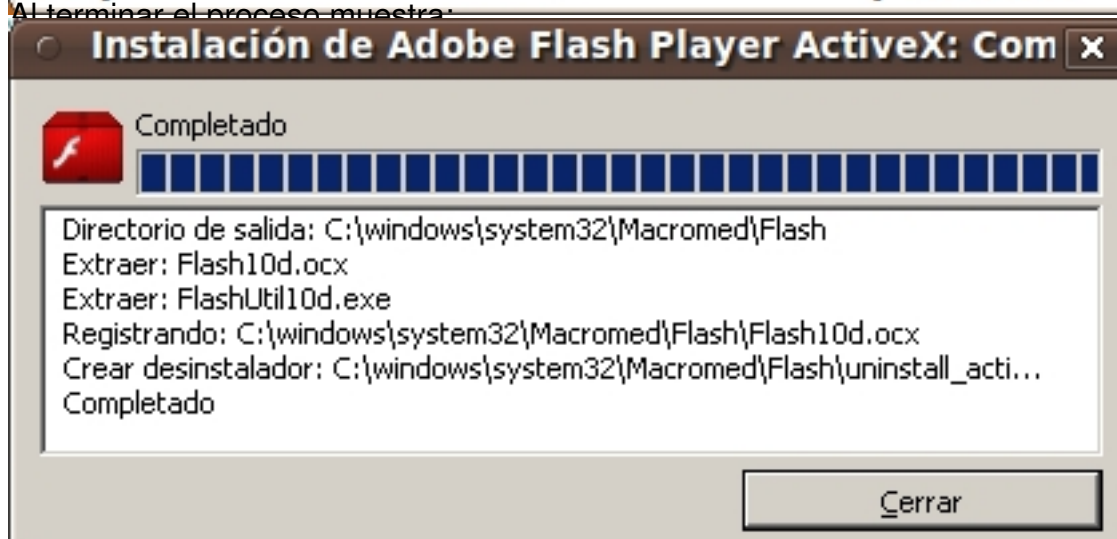 Al terminar el proceso muestra:
Instalación de Adobe Flash Player ActiveX: Com
Completado
Directorio de salida: C:\windows\system32\Macromed\Flash
Extraer: Flash10d.ocx
Extraer: FlashUtil10d.exe
Registrando: C:\windows\system32\Macromed\Flash\Flash10d.ocx
Crear desinstalador: C:\windows\system32\Macromed\Flash\uninstall_acti...
Completado
Cerrar